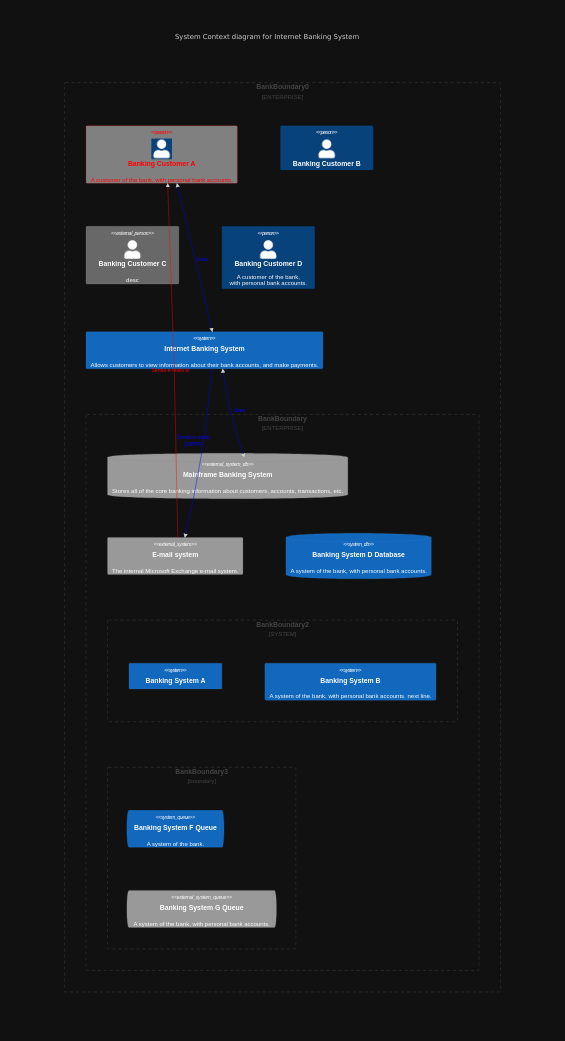 System Context diagram for Internet Banking System
BankBoundary0
[ENTERPRISE]
<<person>>
Banking Customer A
A customer of the bank, with personal bank accounts.
<<person>>
Banking Customer B
<<external_person>>
Banking Customer C
desc
<<person>>
Banking Customer D
A customer of the bank,
with personal bank accounts.
<<system>>
Internet Banking System
Allows customers to view information about their bank accounts, and make payments.
BankBoundary
[ENTERPRISE]
<<external_system_db>>
Mainframe Banking System
Stores all of the core banking information about customers, accounts, transactions, etc.
<<external_system>>
E-mail system
The internal Microsoft Exchange e-mail system.
<<system_db>>
Banking System D Database
A system of the bank, with personal bank accounts.
BankBoundary2
[SYSTEM]
<<system>>
Banking System A
<<system>>
Banking System B
A system of the bank, with personal bank accounts. next line.
BankBoundary3
[boundary]
<<system_queue>>
Banking System F Queue
A system of the bank.
<<external_system_queue>>
Banking System G Queue
A system of the bank, with personal bank accounts.